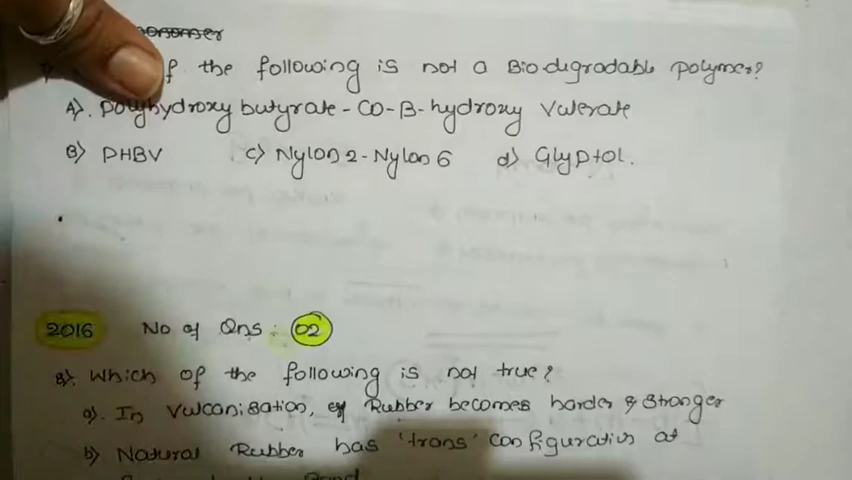 f the following is not a Biodegradable polymer?
A). Polyhydroxy butyrate-CO-B-hydroxy Valerate
B) PHBV c) Nylon 2-Nylon 6 d) Glyptol.
2016 No of Qns: 02
8). Which of the following is not true?
a). In Vulcanisation, Rubber becomes harder & Stronger
b) Natural Rubber has 'trans' configuration at